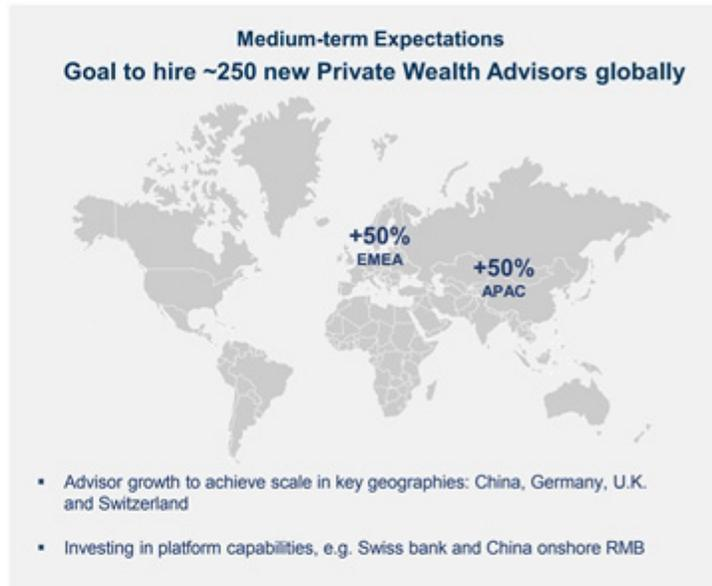 Medium-term Expectations
Goal to hire ~250 new Private Wealth Advisors globally
+50%
EMEA
+50%
APAC
▪ Advisor growth to achieve scale in key geographies: China, Germany, U.K.
and Switzerland
▪ Investing in platform capabilities, e.g. Swiss bank and China onshore RMB